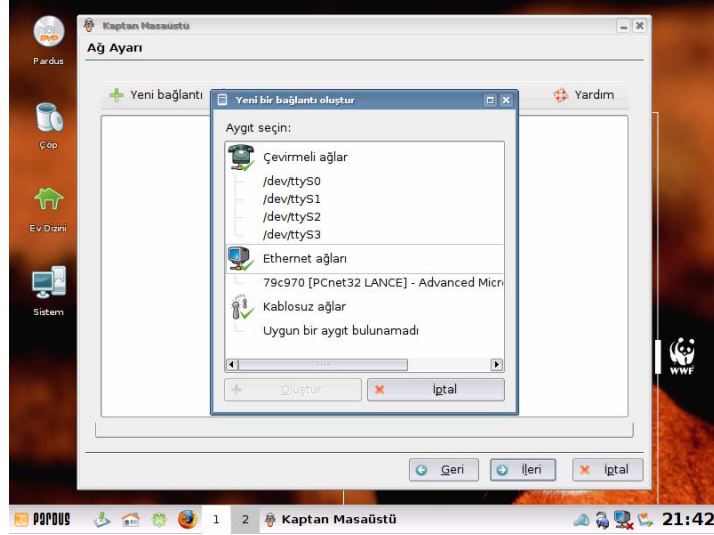 Pardus
Çöp
Ev Dizini
Sistem
Kaptan Masaüstü
Ağ Ayarı
Yeni bağlantı
Yardım
Yeni bir bağlantı oluştur
Aygıt seçin:
Çevirmeli ağlar
/dev/ttyS0
/dev/ttyS1
/dev/ttyS2
/dev/ttyS3
Ethernet ağları
79c970 [PCnet32 LANCE] - Advanced Micr
Kablosuz ağlar
Uygun bir aygıt bulunamadı
Oluştur
İptal
Geri
İleri
İptal
WWF
PARDUS
1
2
Kaptan Masaüstü
21:42